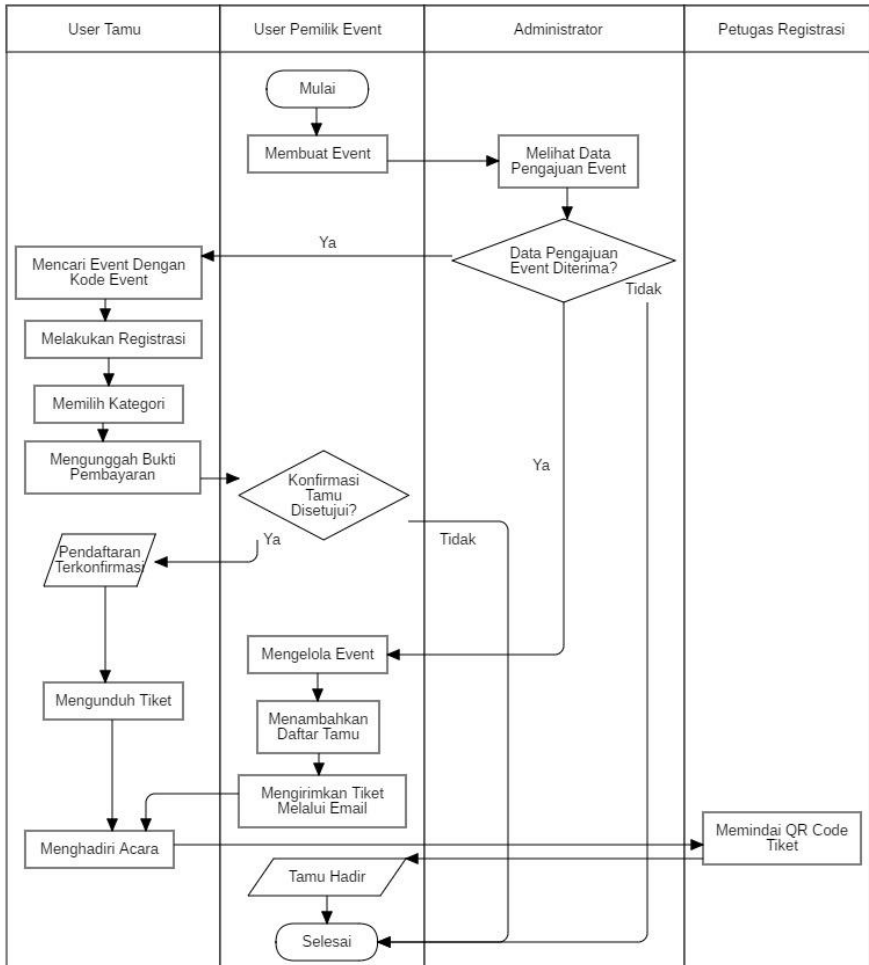 User Tamu
User Pemilik Event
Administrator
Petugas Registrasi
Mulai
Membuat Event
Melihat Data
Pengajuan Event
Ya
Data Pengajuan
Event Diterima?
Tidak
Mencari Event Dengan
Kode Event
Melakukan Registrasi
Memilih Kategori
Mengunggah Bukti
Pembayaran
Konfirmasi
Tamu
Disetujui?
Ya
Ya
Tidak
Pendaftaran
Terkonfirmasi
Mengelola Event
Mengunduh Tiket
Menambahkan
Daftar Tamu
Mengirimkan Tiket
Melalui Email
Menghadiri Acara
Memindai QR Code
Tiket
Tamu Hadir
Selesai